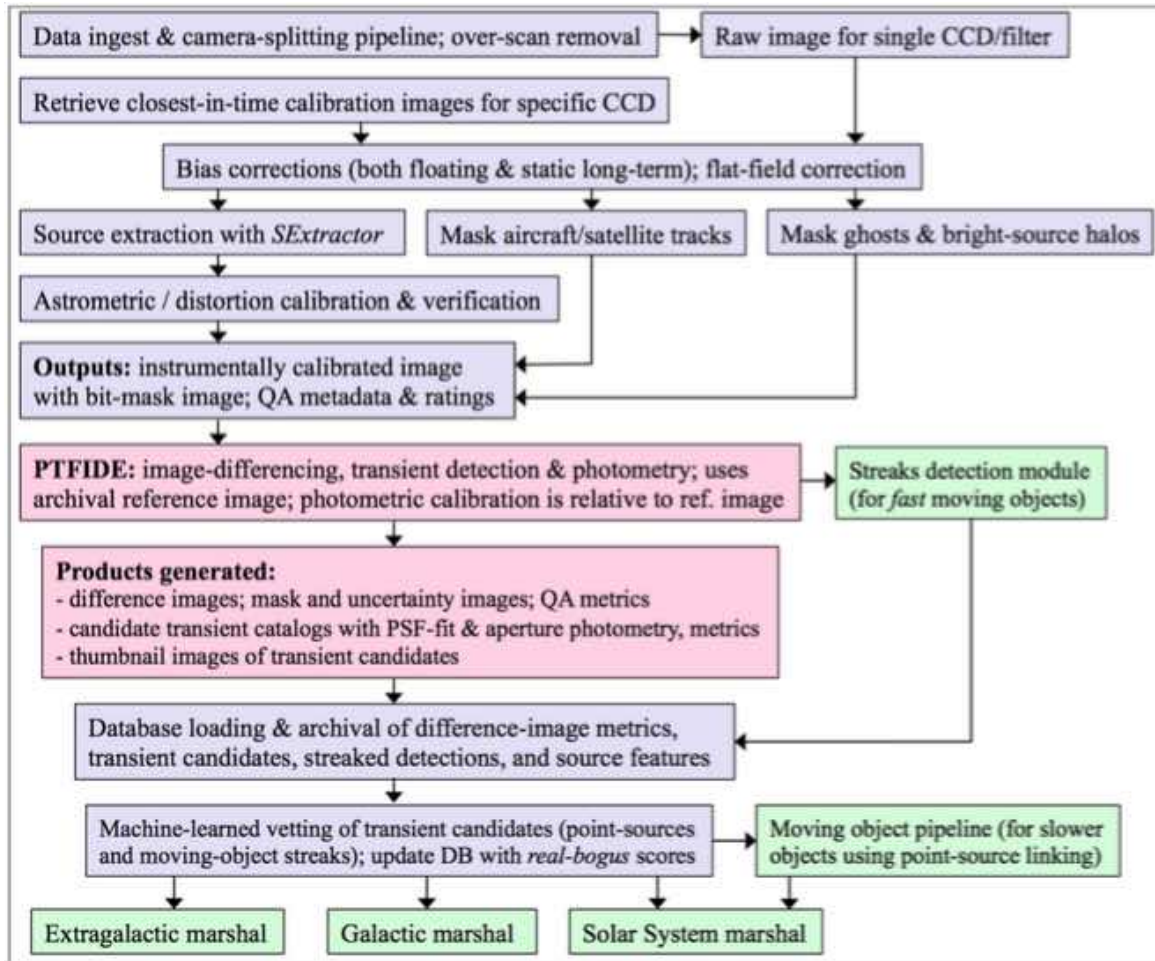 Data ingest & camera-splitting pipeline; over-scan removal
Raw image for single CCD/filter
Retrieve closest-in-time calibration images for specific CCD
Bias corrections (both floating & static long-term); flat-field correction
Source extraction with SExtractor
Mask aircraft/satellite tracks
Mask ghosts & bright-source halos
Astrometric / distortion calibration & verification
Outputs: instrumentally calibrated image
with bit-mask image; QA metadata & ratings
PTFIDE: image-differencing, transient detection & photometry; uses
archival reference image; photometric calibration is relative to ref. image
Streaks detection module
(for fast moving objects)
Products generated:
- difference images; mask and uncertainty images; QA metrics
- candidate transient catalogs with PSF-fit & aperture photometry, metrics
- thumbnail images of transient candidates
Database loading & archival of difference-image metrics,
transient candidates, streaked detections, and source features
Machine-learned vetting of transient candidates (point-sources
and moving-object streaks); update DB with real-bogus scores
Moving object pipeline (for slower
objects using point-source linking)
Extragalactic marshal
Galactic marshal
Solar System marshal